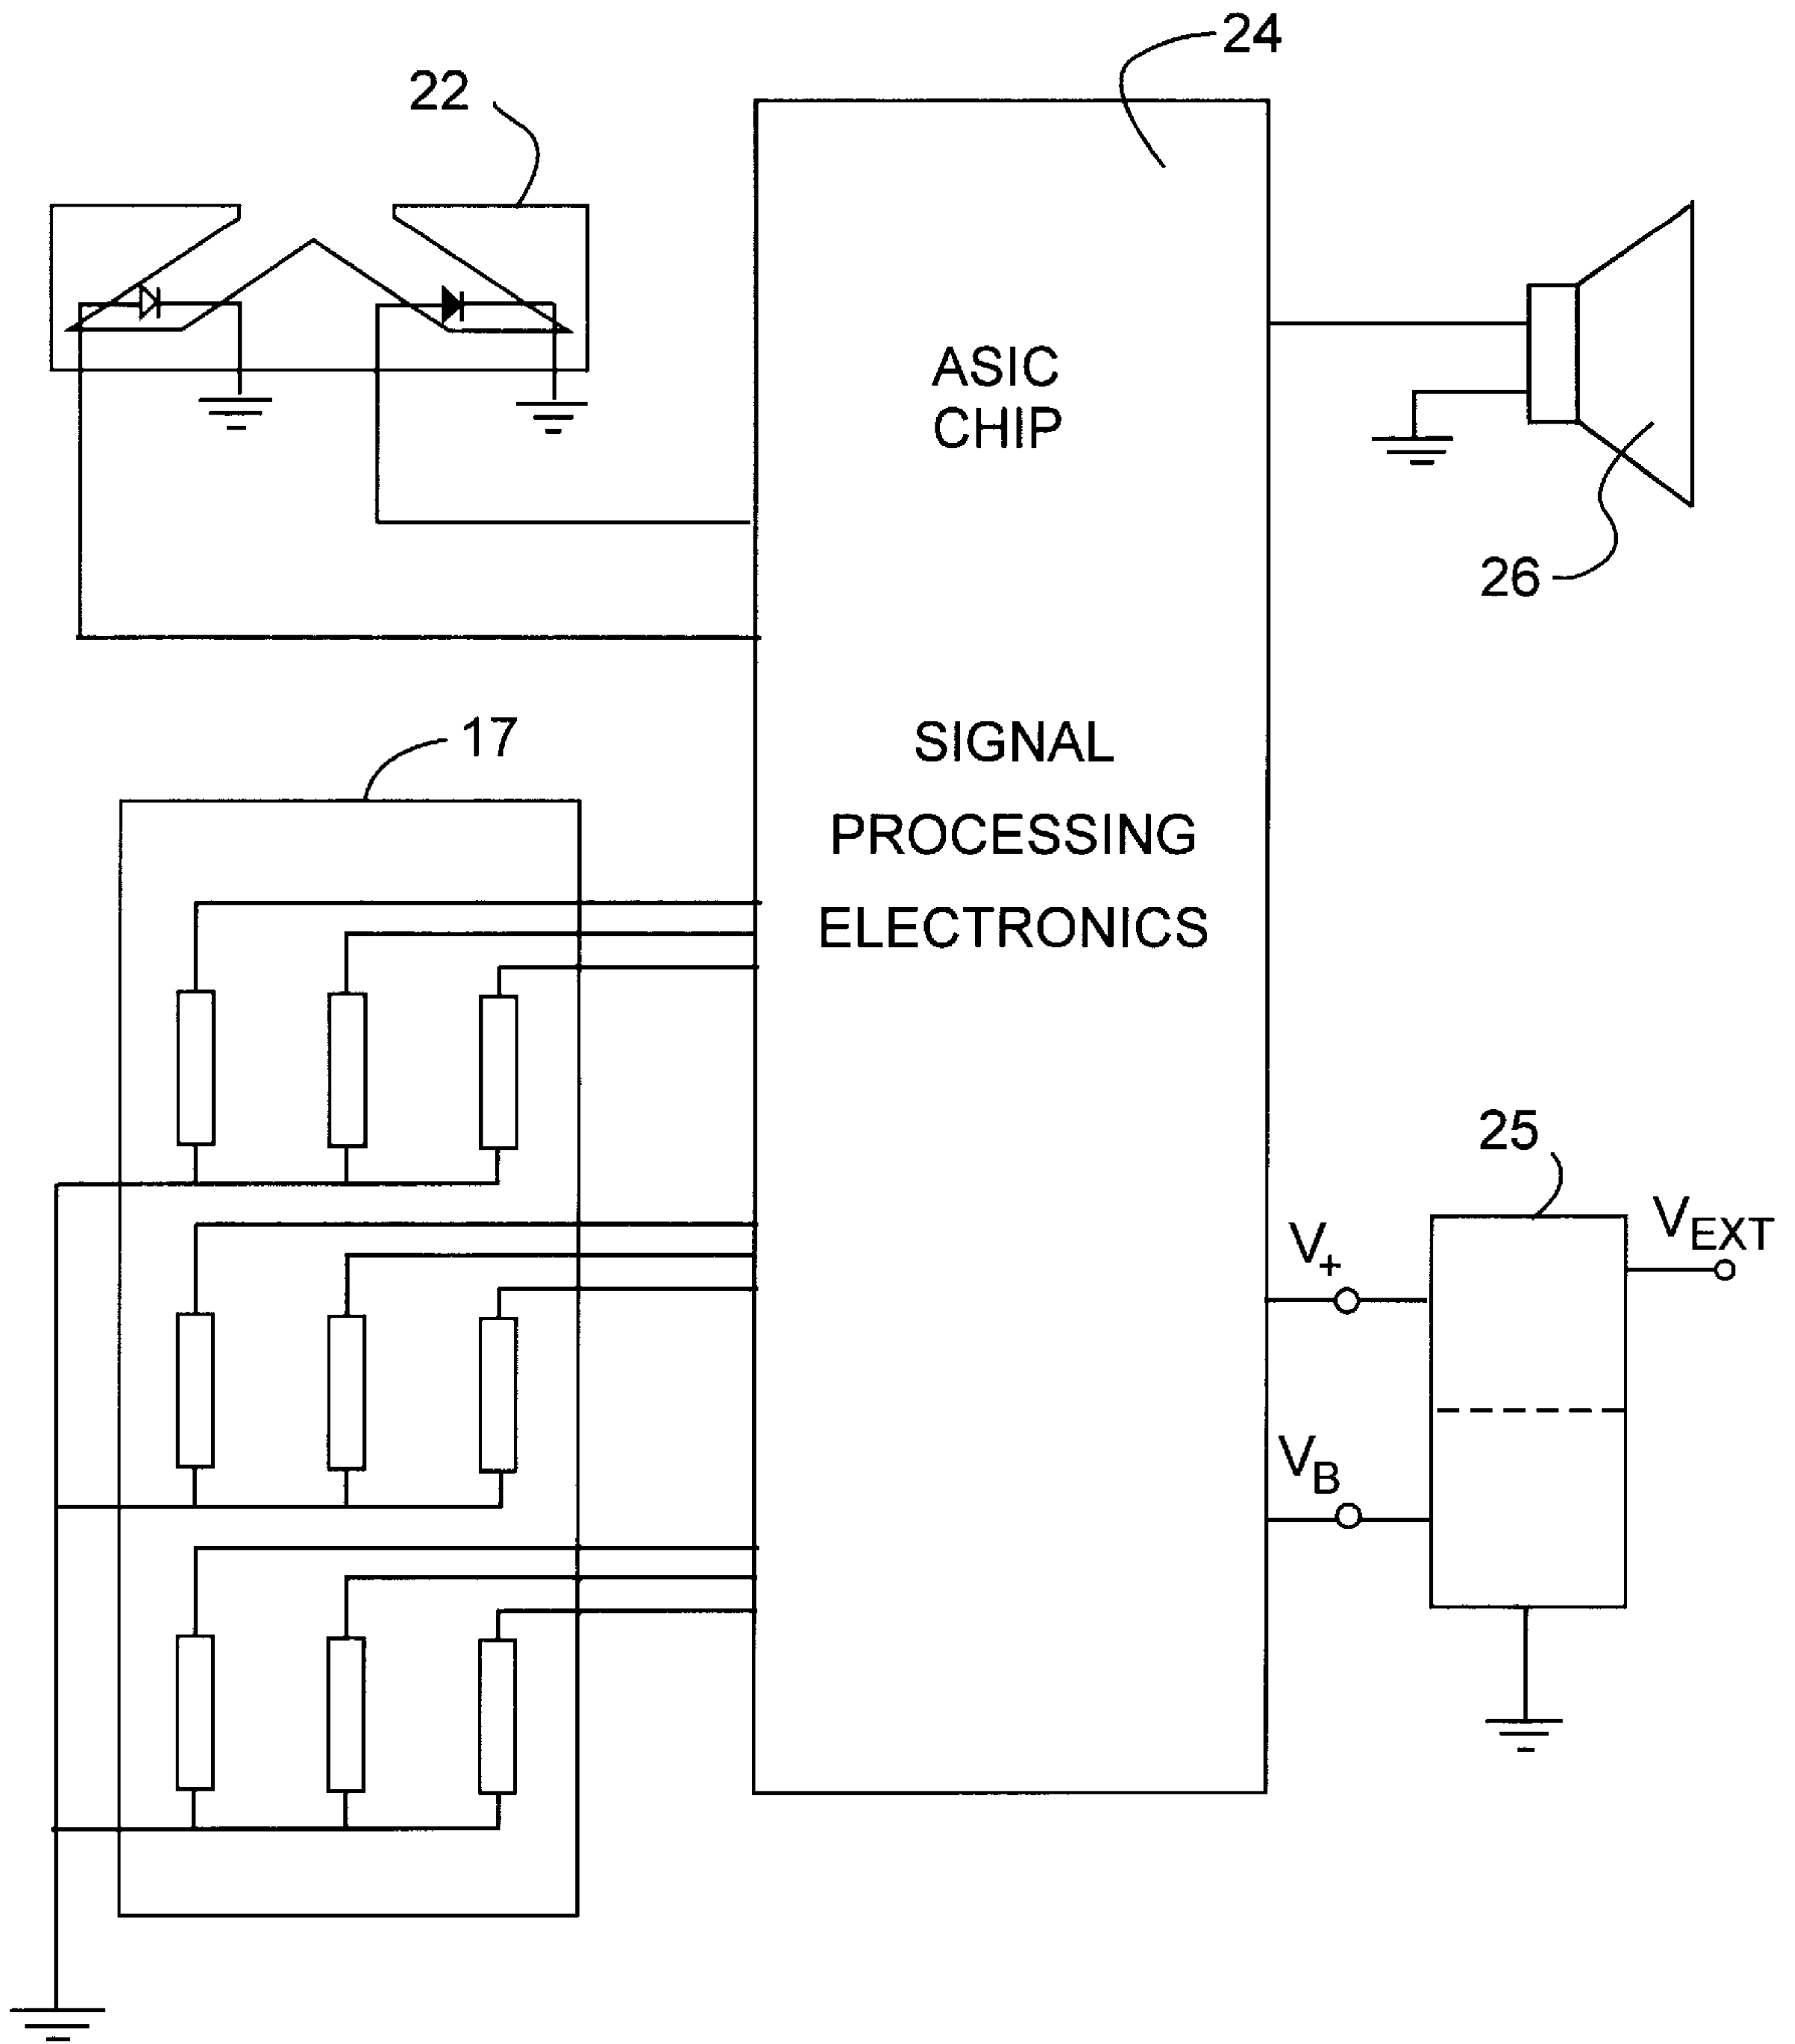 24
22
ASIC
CHIP
26
17
SIGNAL
PROCESSING
ELECTRONICS
25
V+
VEXT
VB